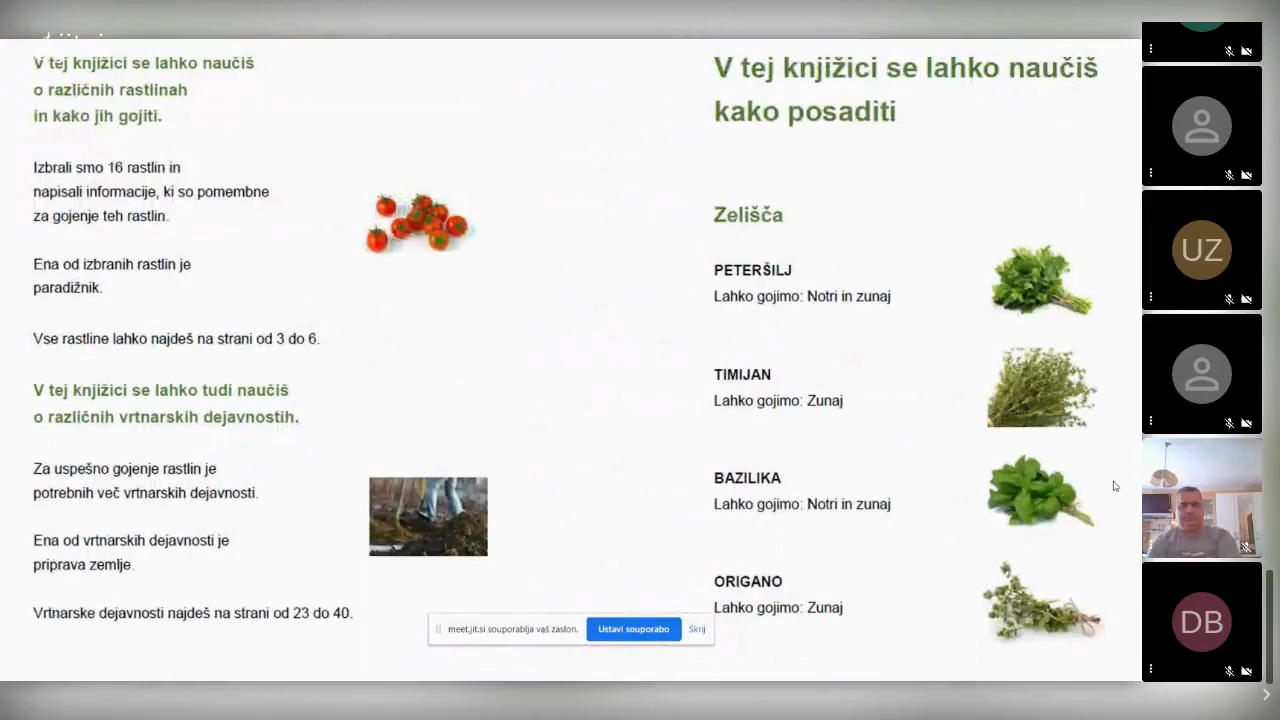 V tej knjižici se lahko naučiš
o različnih rastlinah
in kako jih gojiti.
Izbrali smo 16 rastlin in
napisali informacije, ki so pomembne
za gojenje teh rastlin.
Ena od izbranih rastlin je
paradižnik.
Vse rastline lahko najdeš na strani od 3 do 6.
V tej knjižici se lahko tudi naučiš
o različnih vrtnarskih dejavnostih.
Za uspešno gojenje rastlin je
potrebnih več vrtnarskih dejavnosti.
Ena od vrtnarskih dejavnosti je
priprava zemlje.
Vrtnarske dejavnosti najdeš na strani od 23 do 40.
V tej knjižici se lahko naučiš
kako posaditi
Zelišča
PETERŠILJ
Lahko gojimo: Notri in zunaj
TIMIJAN
Lahko gojimo: Zunaj
BAZILIKA
Lahko gojimo: Notri in zunaj
ORIGANO
Lahko gojimo: Zunaj
meet.jit.si souporablja vaš zaslon.
Ustavi souporabo
Skrij
UZ
DB